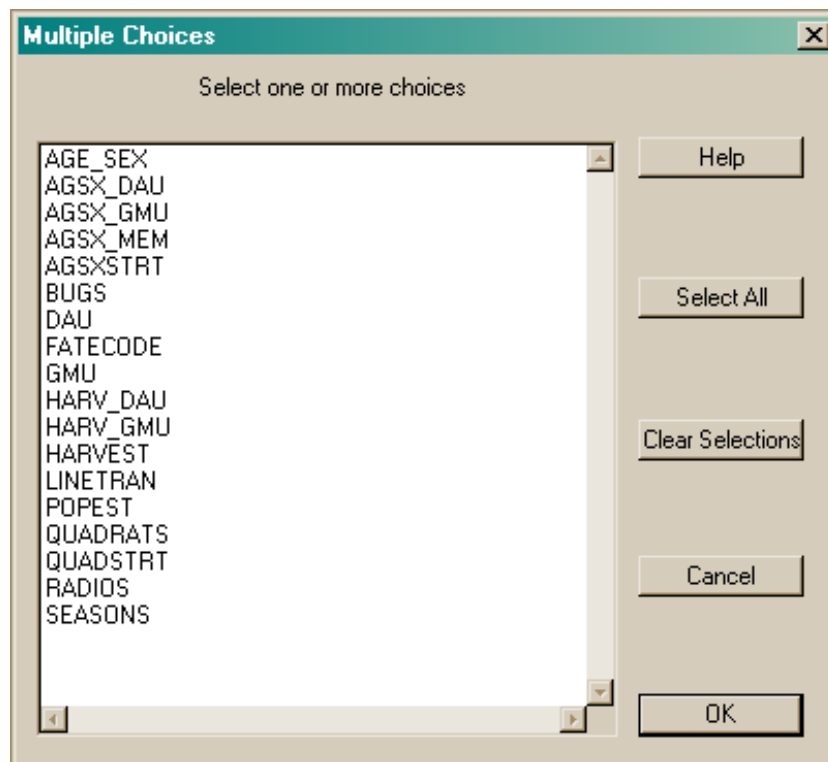 Multiple Choices
Select one or more choices
AGE_SEX
AGSX_DAU
AGSX_GMU
AGSX_MEM
AGSXSTRT
BUGS
DAU
FATECODE
GMU
HARV_DAU
HARV_GMU
HARVEST
LINETRAN
POPEST
QUADRATS
QUADSTRT
RADIOS
SEASONS
Help
Select All
Clear Selections
Cancel
OK